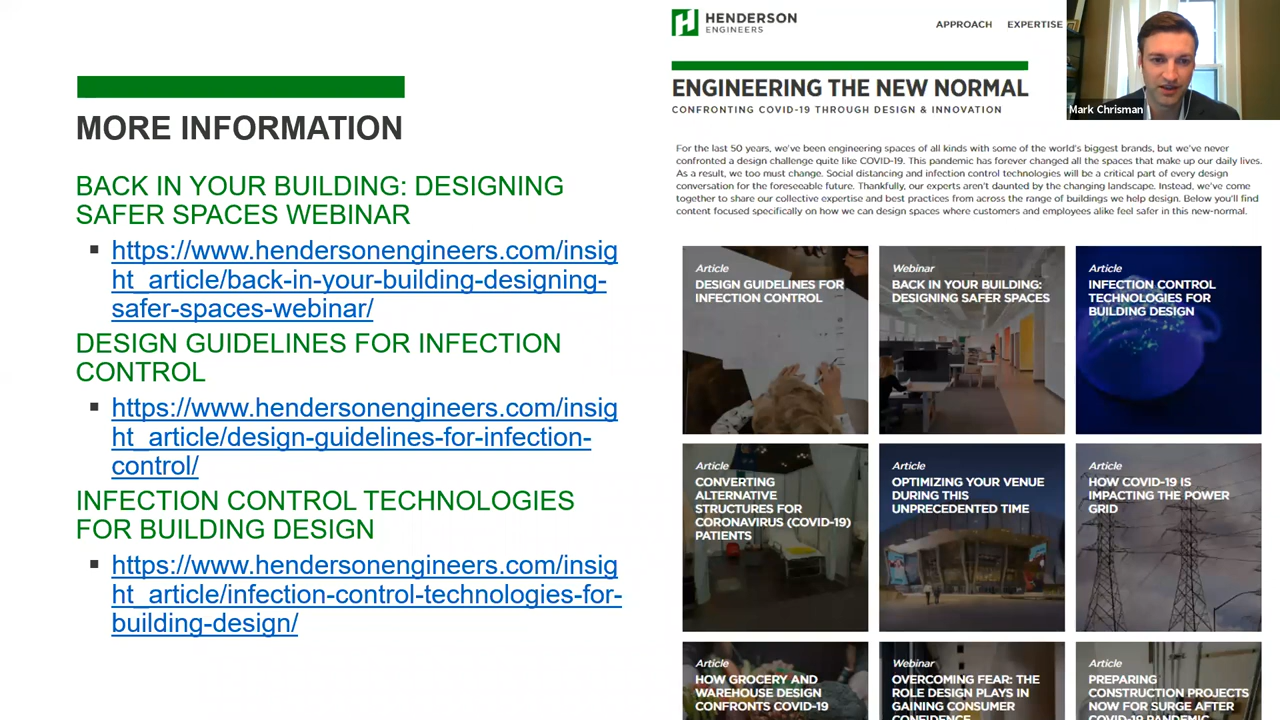 MORE INFORMATION
BACK IN YOUR BUILDING: DESIGNING
SAFER SPACES WEBINAR
▪ https://www.hendersonengineers.com/insig
ht_article/back-in-your-building-designing-
safer-spaces-webinar/
DESIGN GUIDELINES FOR INFECTION
CONTROL
▪ https://www.hendersonengineers.com/insig
ht_article/design-guidelines-for-infection-
control/
INFECTION CONTROL TECHNOLOGIES
FOR BUILDING DESIGN
▪ https://www.hendersonengineers.com/insig
ht_article/infection-control-technologies-for-
building-design/
HENDERSON
ENGINEERS
APPROACH EXPERTISE
Mark Chrisman
ENGINEERING THE NEW NORMAL
CONFRONTING COVID-19 THROUGH DESIGN & INNOVATION
For the last 50 years, we've been engineering spaces of all kinds with some of the world's biggest brands, but we've never
confronted a design challenge quite like COVID-19. This pandemic has forever changed all the spaces that make up our daily lives.
As a result, we too must change. Social distancing and infection control technologies will be a critical part of every design
conversation for the foreseeable future. Thankfully, our experts aren't daunted by the changing landscape. Instead, we've come
together to share our collective expertise and best practices from across the range of buildings we help design. Below you'll find
content focused specifically on how we can design spaces where customers and employees alike feel safer in this new-normal.
Article
DESIGN GUIDELINES FOR
INFECTION CONTROL
Webinar
BACK IN YOUR BUILDING:
DESIGNING SAFER SPACES
Article
INFECTION CONTROL
TECHNOLOGIES FOR
BUILDING DESIGN
Article
CONVERTING
ALTERNATIVE
STRUCTURES FOR
CORONAVIRUS (COVID-19)
PATIENTS
Article
OPTIMIZING YOUR VENUE
DURING THIS
UNPRECEDENTED TIME
Article
HOW COVID-19 IS
IMPACTING THE POWER
GRID
Article
HOW GROCERY AND
WAREHOUSE DESIGN
CONFRONTS COVID-19
Webinar
OVERCOMING FEAR: THE
ROLE DESIGN PLAYS IN
GAINING CONSUMER
CONFIDENCE
Article
PREPARING
CONSTRUCTION PROJECTS
NOW FOR SURGE AFTER
COVID-19 PANDEMIC